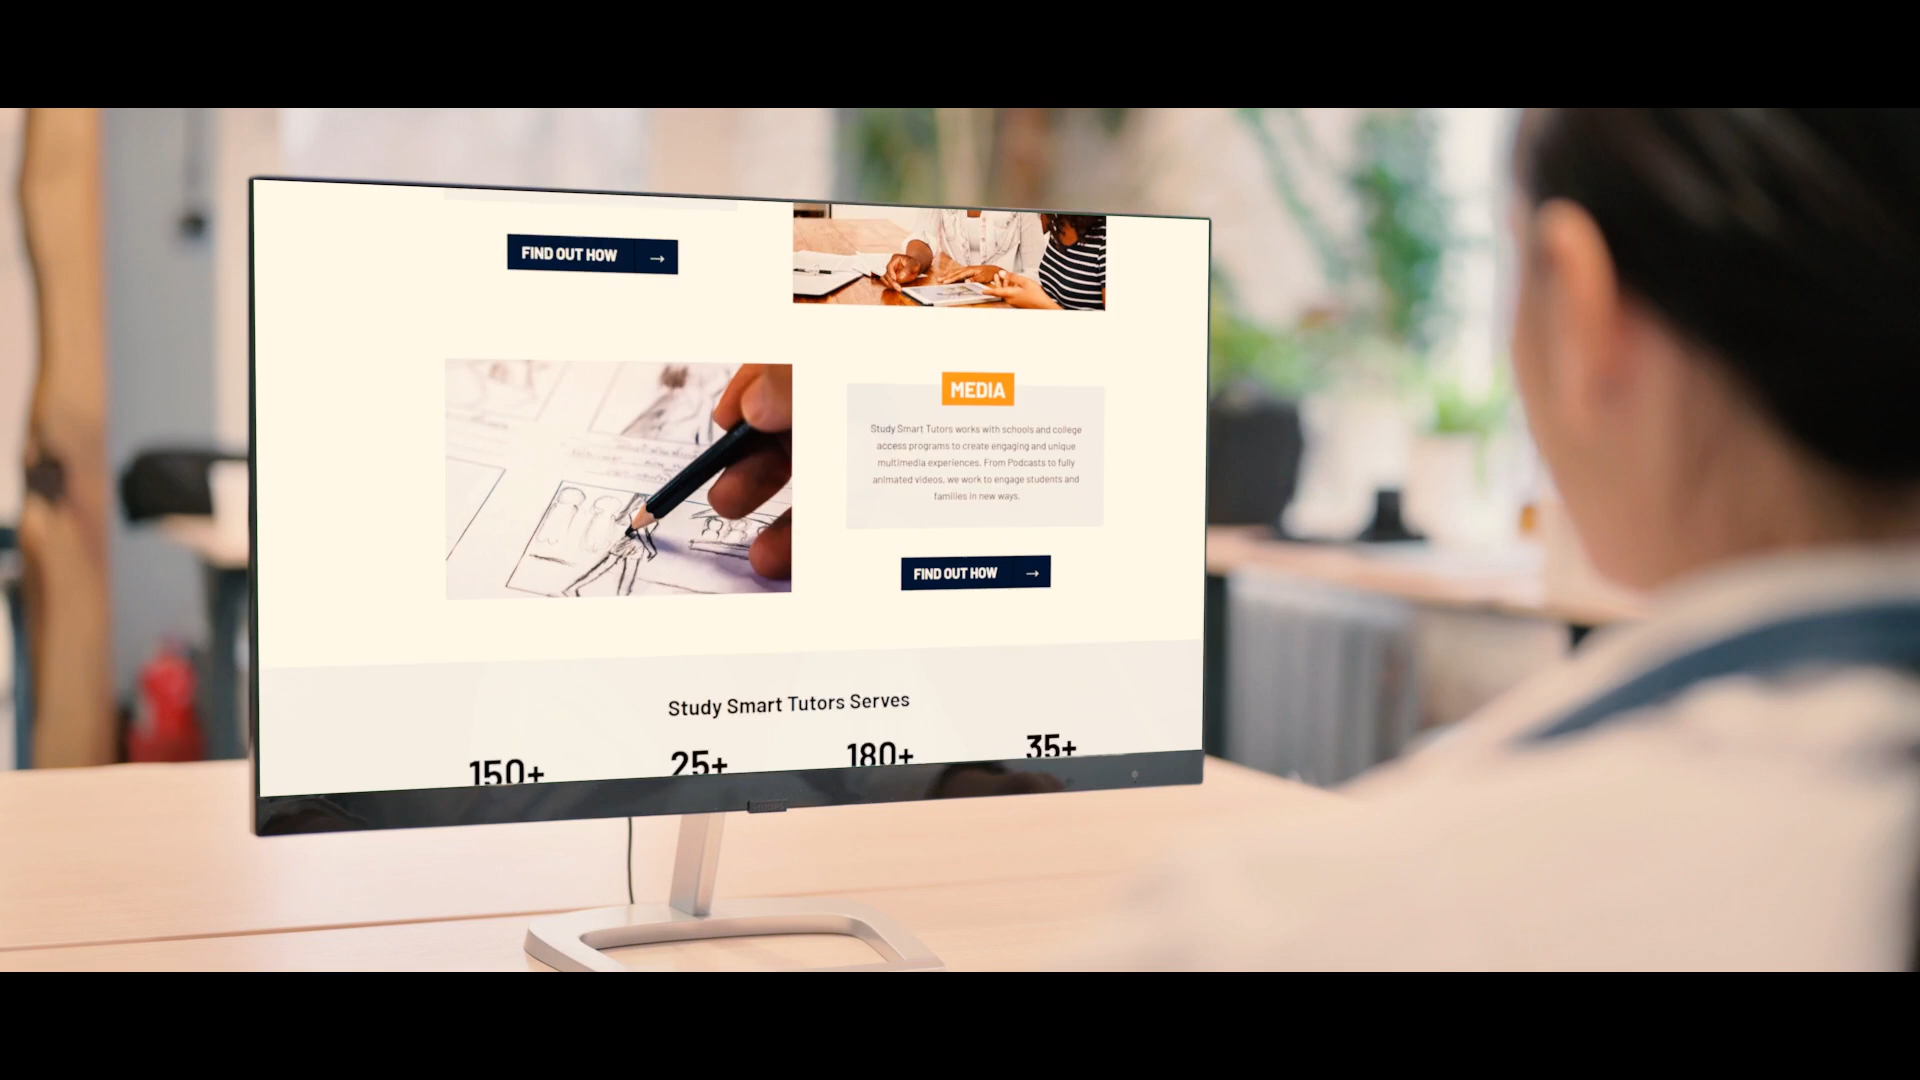 FIND OUT HOW →
MEDIA
Study Smart Tutors works with schools and college
access programs to create engaging and unique
multimedia experiences. From Podcasts to fully
animated videos, we work to engage students and
families in new ways.
FIND OUT HOW →
Study Smart Tutors Serves
150+ 25+ 180+ 35+